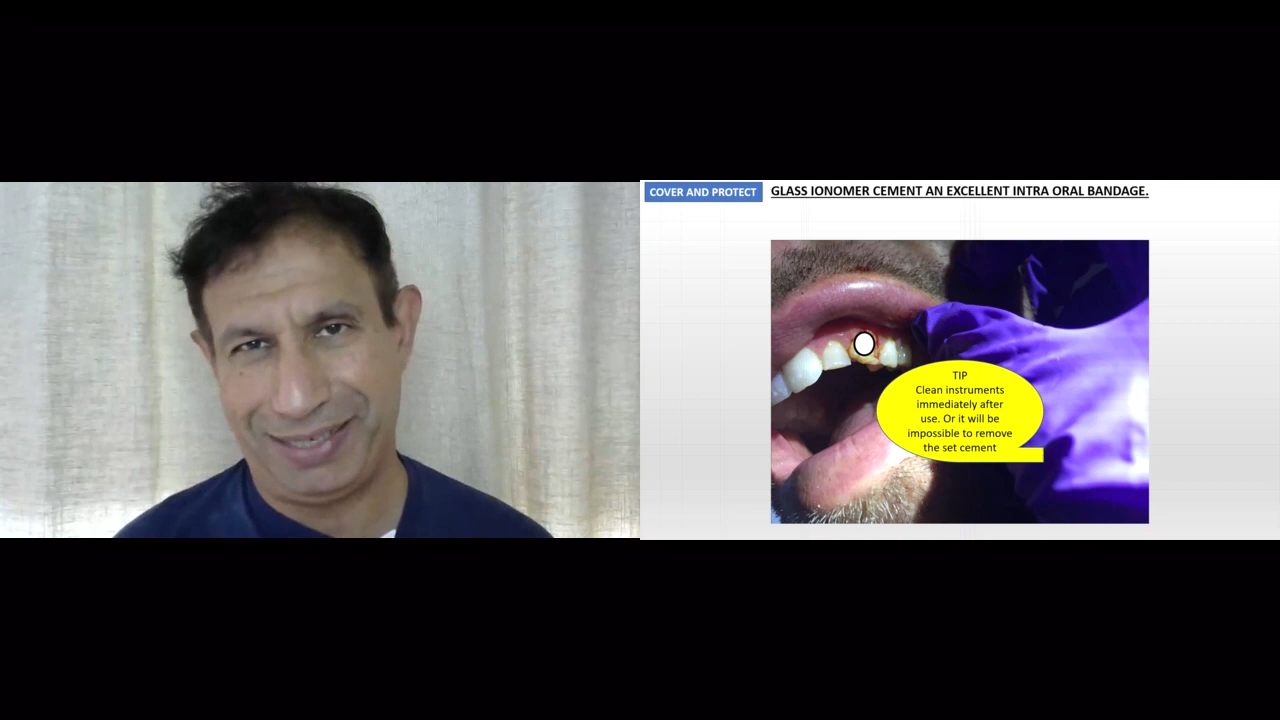 COVER AND PROTECT
GLASS IONOMER CEMENT AN EXCELLENT INTRA ORAL BANDAGE.
TIP
Clean instruments
immediately after
use. Or it will be
impossible to remove
the set cement